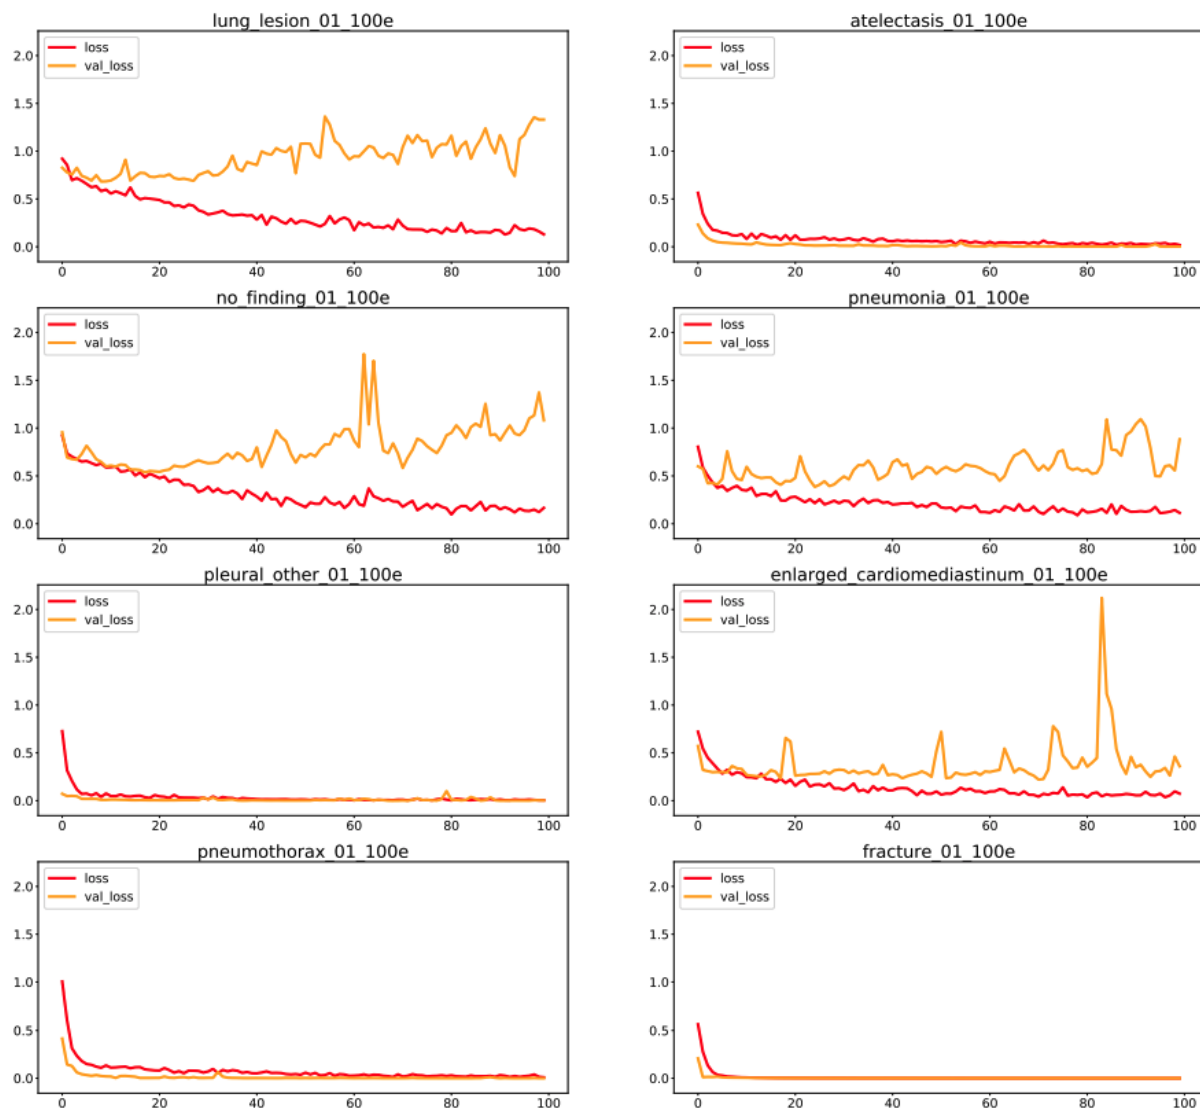 lung_lesion_01_100e
loss
val_loss
2.0
1.5
1.0
0.5
0.0
0 20 40 60 80 100
atelectasis_01_100e
loss
val_loss
2.0
1.5
1.0
0.5
0.0
0 20 40 60 80 100
no_finding_01_100e
loss
val_loss
2.0
1.5
1.0
0.5
0.0
0 20 40 60 80 100
pneumonia_01_100e
loss
val_loss
2.0
1.5
1.0
0.5
0.0
0 20 40 60 80 100
pleural_other_01_100e
loss
val_loss
2.0
1.5
1.0
0.5
0.0
0 20 40 60 80 100
enlarged_cardiomediastinum_01_100e
loss
val_loss
2.0
1.5
1.0
0.5
0.0
0 20 40 60 80 100
pneumothorax_01_100e
loss
val_loss
2.0
1.5
1.0
0.5
0.0
0 20 40 60 80 100
fracture_01_100e
loss
val_loss
2.0
1.5
1.0
0.5
0.0
0 20 40 60 80 100